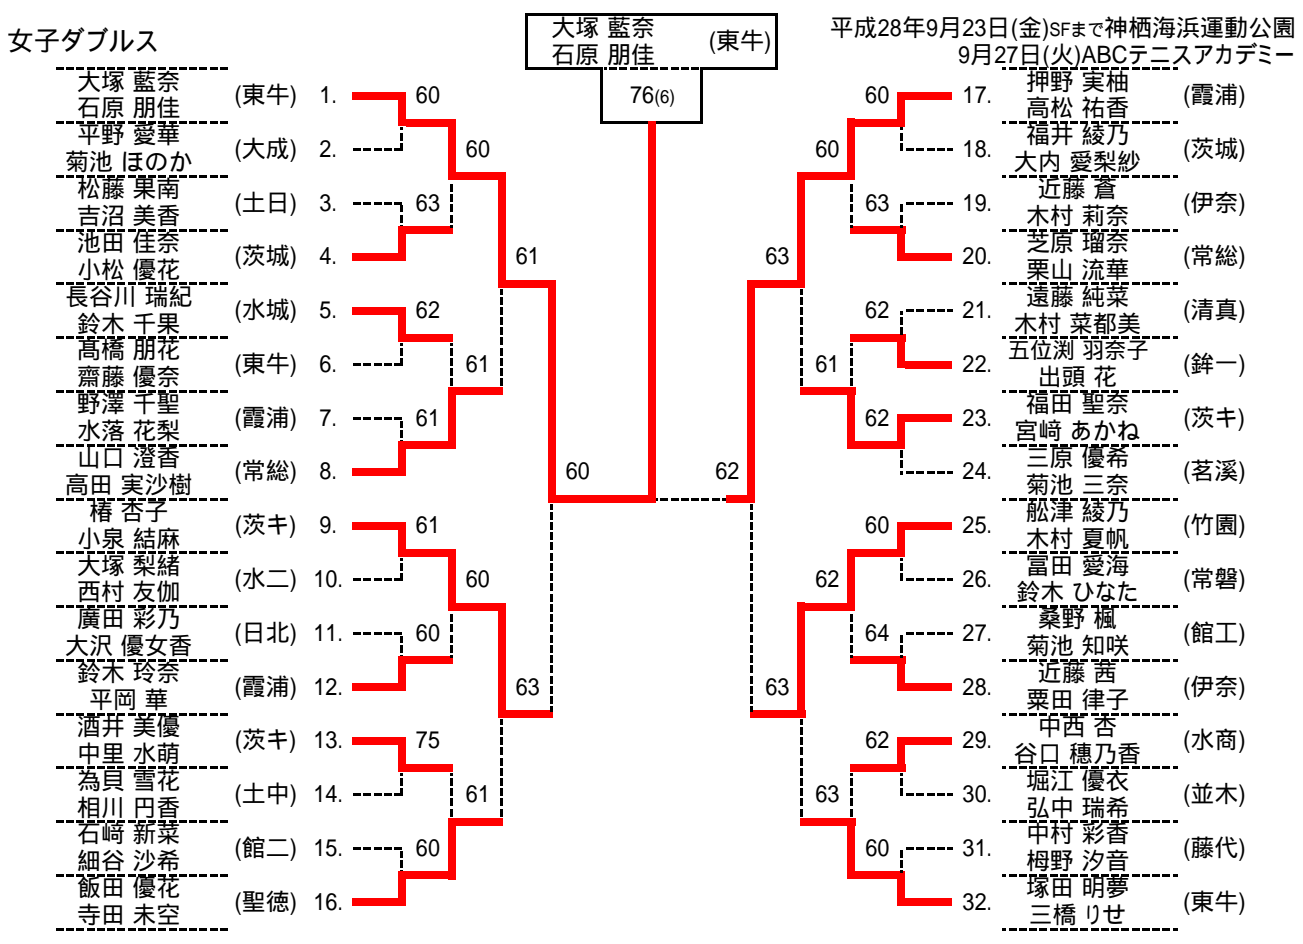 女子ダブルス
大塚 藍奈
石原 朋佳
(東牛)
平成28年9月23日(金)SFまで神栖海浜運動公園
9月27日(火)ABCテニスアカデミー
76(6)
大塚 藍奈
石原 朋佳
(東牛) 1.
平野 愛華
菊池 ほのか
(大成) 2.
松藤 果南
吉沼 美香
(土日) 3.
池田 佳奈
小松 優花
(茨城) 4.
長谷川 瑞紀
鈴木 千果
(水城) 5.
髙橋 朋花
齋藤 優奈
(東牛) 6.
野澤 千聖
水落 花梨
(霞浦) 7.
山口 澄香
高田 実沙樹
(常総) 8.
椿 杏子
小泉 結麻
(茨キ) 9.
大塚 梨緒
西村 友伽
(水二) 10.
廣田 彩乃
大沢 優女香
(日北) 11.
鈴木 玲奈
平岡 華
(霞浦) 12.
酒井 美優
中里 水萌
(茨キ) 13.
為貝 雪花
相川 円香
(土中) 14.
石﨑 新菜
細谷 沙希
(館二) 15.
飯田 優花
寺田 未空
(聖徳) 16.
60
63
62
61
61
60
75
60
60
61
60
61
61
63
60
62
63
63
60
61
62
63
60
63
62
62
60
64
62
60
17.
押野 実柚
高松 祐香
(霞浦)
18.
福井 綾乃
大内 愛梨紗
(茨城)
19.
近藤 蒼
木村 莉奈
(伊奈)
20.
芝原 瑠奈
栗山 流華
(常総)
21.
遠藤 純菜
木村 菜都美
(清真)
22.
五位渕 羽奈子
出頭 花
(鉾一)
23.
福田 聖奈
宮﨑 あかね
(茨キ)
24.
三原 優希
菊池 三奈
(茗溪)
25.
舩津 綾乃
木村 夏帆
(竹園)
26.
冨田 愛海
鈴木 ひなた
(常磐)
27.
桑野 楓
菊池 知咲
(館工)
28.
近藤 茜
粟田 律子
(伊奈)
29.
中西 杏
谷口 穂乃香
(水商)
30.
堀江 優衣
弘中 瑞希
(並木)
31.
中村 彩香
栂野 汐音
(藤代)
32.
塚田 明夢
三橋 りせ
(東牛)